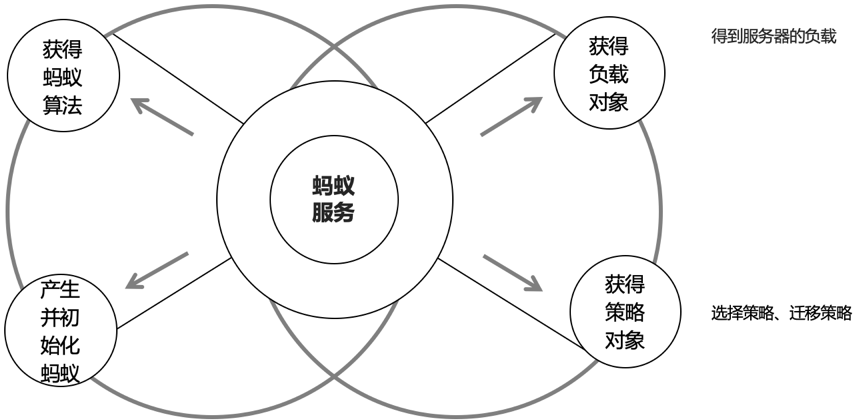 获得
蚂蚁
算法
获得
负载
对象
得到服务器的负载
蚂蚁
服务
产生
并初
始化
蚂蚁
获得
策略
对象
选择策略、迁移策略